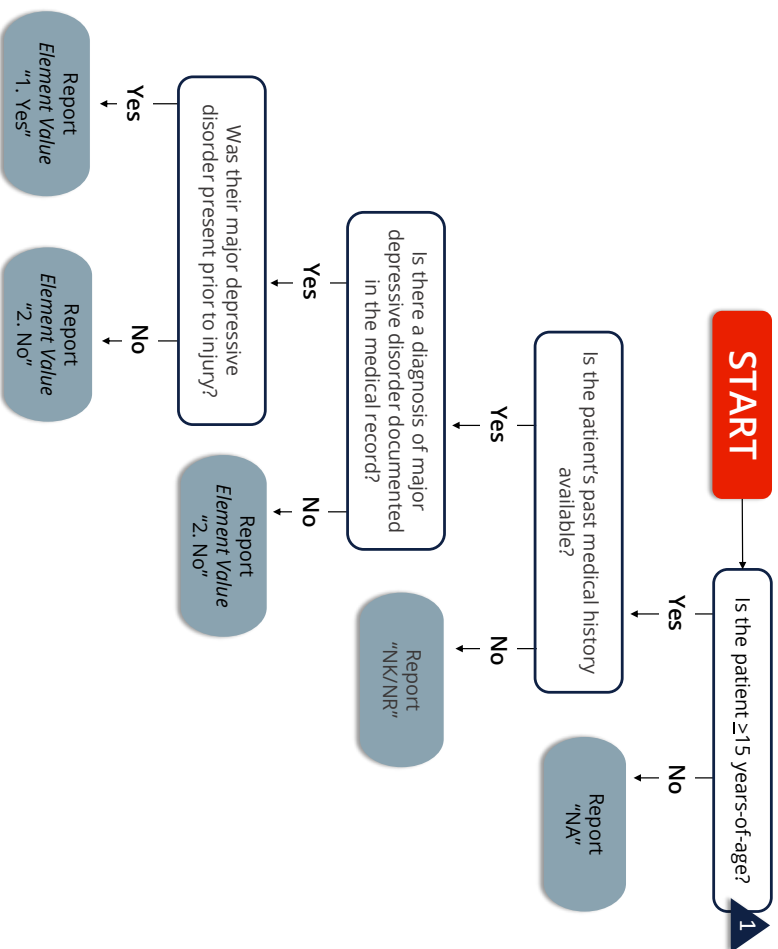 START
Is the patient ≥15 years-of-age?
1
Yes
No
Is the patient's past medical history
available?
Report
"NA"
Yes
No
Is there a diagnosis of major
depressive disorder documented
in the medical record?
Report
"NK/NR"
Yes
No
Was their major depressive
disorder present prior to injury?
Report
Element Value
"2. No"
Yes
No
Report
Element Value
"1. Yes"
Report
Element Value
"2. No"